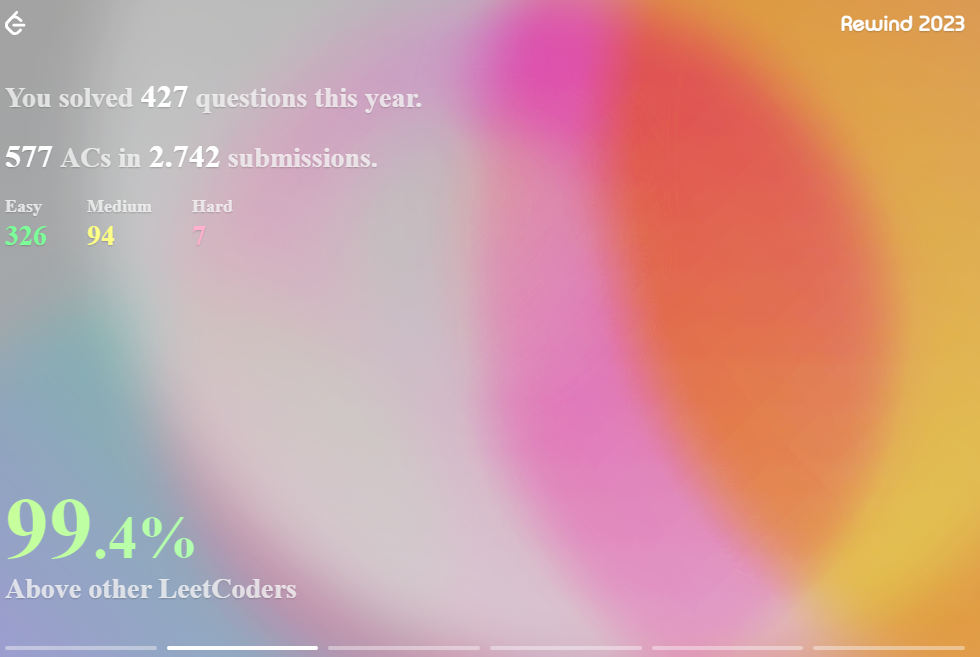 Rewind 2023
You solved 427 questions this year.
577 ACs in 2.742 submissions.
Easy Medium Hard
326 94 7
99.4%
Above other LeetCoders